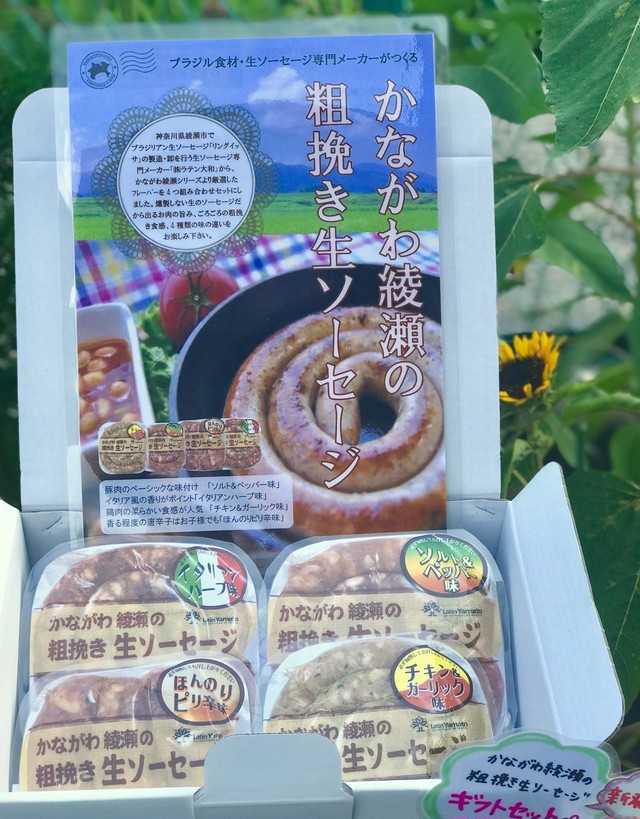 ブラジル食材・生ソーセージ専門メーカーがつくる
かながわ綾瀬の
粗挽き生ソーセージ
神奈川県綾瀬市で
ブラジリアン生ソーセージ「リングイッ
サ」の製造・卸を行う生ソーセージ専
門メーカー「㈱ラテン大和」から、
かながわ綾瀬シリーズより厳選した
フレーバーを4つ組み合わせセットにし
ました。燻製しない生のソーセージだ
から出るお肉の旨み、ごろごろの粗挽
き食感、4種類の味の違いを
お楽しみ下さい。
豚肉のベーシックな味付け 「ソルト&ペッパー味」
イタリア風の香りがポイント「イタリアンハーブ味」
鶏肉の柔らかい食感が人気 「チキン&ガーリック味」
香る程度の唐辛子はお子様でも「ほんのりピリ辛味」
イタリアン
ハーブ味
かながわ 綾瀬の
粗挽き 生ソーセージ
Latin Yamato
ソルト&
ペッパー
味
かながわ 綾瀬の
粗挽き 生ソーセージ
Latin Yamato
ほんのり
ピリ辛味
かながわ 綾瀬の
粗挽き 生ソーセー
Latin Yama
チキン&
ガーリック
味
かながわ 綾瀬の
粗挽き 生ソーセージ
Latin Yamato
かながわ綾瀬の
"粗挽き生ソーセージ"
ギフトセット